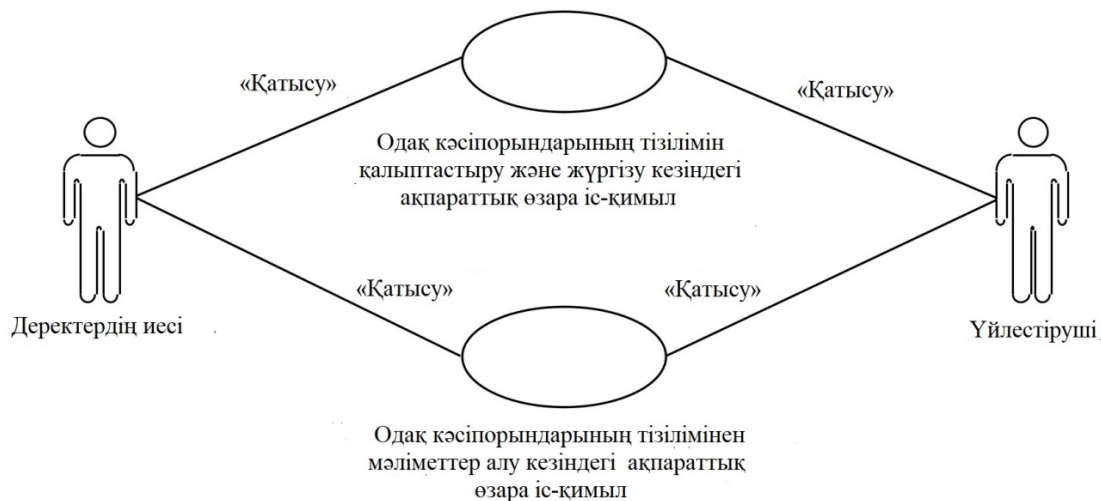 «Қатысу»
«Қатысу»
Одақ кәсіпорындарының тізілімін
қалыптастыру және жүргізу кезіндегі
ақпараттық өзара іс-қимыл
«Қатысу»
«Қатысу»
Деректердің иесі
Үйлестіруші
Одақ кәсіпорындарының тізілімінен
мәліметтер алу кезіндегі ақпараттық
өзара іс-қимыл